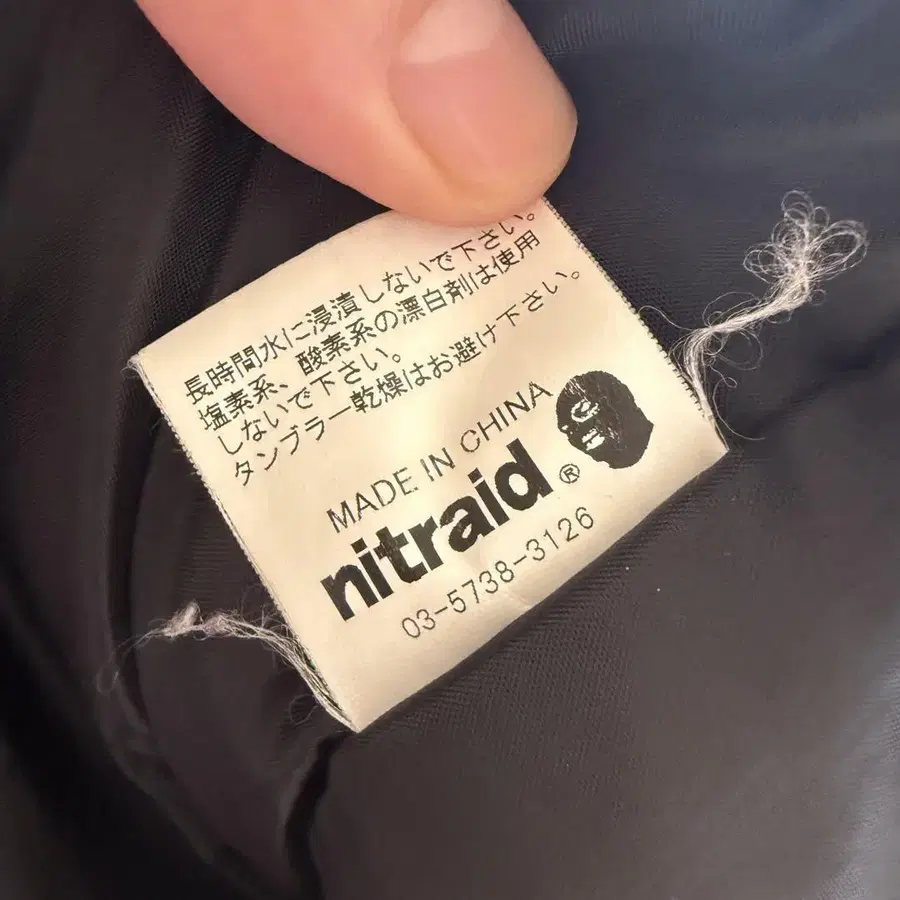 長時間水に浸漬しないで下さい。
塩素系、酸素系の漂白剤は使用
しないで下さい。
タンブラー乾燥はお避け下さい。
MADE IN CHINA
nitraid®
03-5738-3126